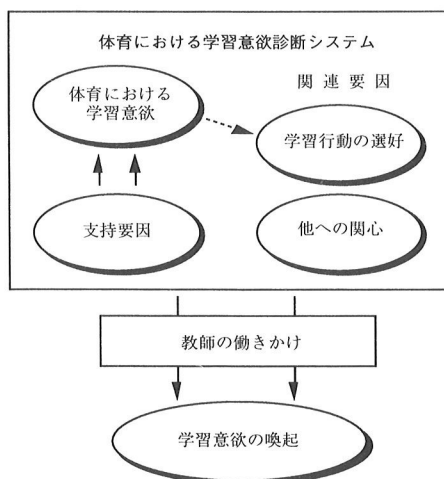 体育における学習意欲診断システム
体育における
学習意欲
関連要因
学習行動の選好
支持要因
他への関心
教師の働きかけ
学習意欲の喚起